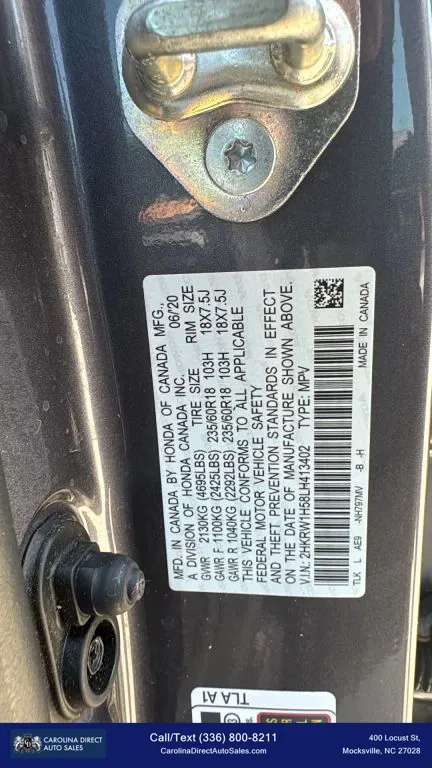 MFD. IN CANADA BY HONDA OF CANADA MFG.,
A DIVISION OF HONDA CANADA INC. 06/20
TIRE SIZE RIM SIZE
GVWR 2130KG (4695LBS)
GAWR F 1100KG (2425LBS) 235/60R18 103H 18X7.5J
GAWR R 1040KG (2292LBS) 235/60R18 103H 18X7.5J
THIS VEHICLE CONFORMS TO ALL APPLICABLE
FEDERAL MOTOR VEHICLE SAFETY
AND THEFT PREVENTION STANDARDS IN EFFECT
ON THE DATE OF MANUFACTURE SHOWN ABOVE.
V.I.N.: 2HKRW1H58LH413402 TYPE: MPV
TLK L AE9 -NH797MV -B -H MADE IN CANADA
TLA A1
CAROLINA DIRECT
AUTO SALES
Call/Text (336) 800-8211
CarolinaDirectAutoSales.com
400 Locust St,
Mocksville, NC 27028